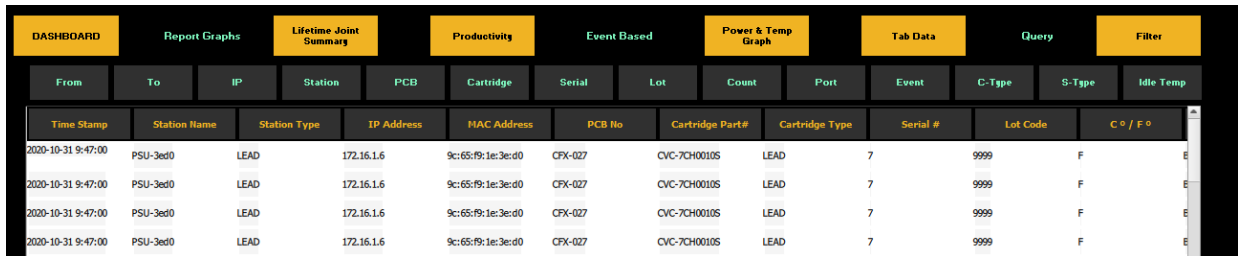 DASHBOARD Report Graphs Lifetime Joint Summary Productivity Event Based Power & Temp Graph Tab Data Query Filter
From To IP Station PCB Cartridge Serial Lot Count Port Event C-Type S-Type Idle Temp
Time Stamp Station Name Station Type IP Address MAC Address PCB No Cartridge Part# Cartridge Type Serial # Lot Code C º / F º
2020-10-31 9:47:00 PSU-3ed0 LEAD 172.16.1.6 9c:65:f9:1e:3e:d0 CFX-027 CVC-7CH0010S LEAD 7 9999 F
2020-10-31 9:47:00 PSU-3ed0 LEAD 172.16.1.6 9c:65:f9:1e:3e:d0 CFX-027 CVC-7CH0010S LEAD 7 9999 F
2020-10-31 9:47:00 PSU-3ed0 LEAD 172.16.1.6 9c:65:f9:1e:3e:d0 CFX-027 CVC-7CH0010S LEAD 7 9999 F
2020-10-31 9:47:00 PSU-3ed0 LEAD 172.16.1.6 9c:65:f9:1e:3e:d0 CFX-027 CVC-7CH0010S LEAD 7 9999 F